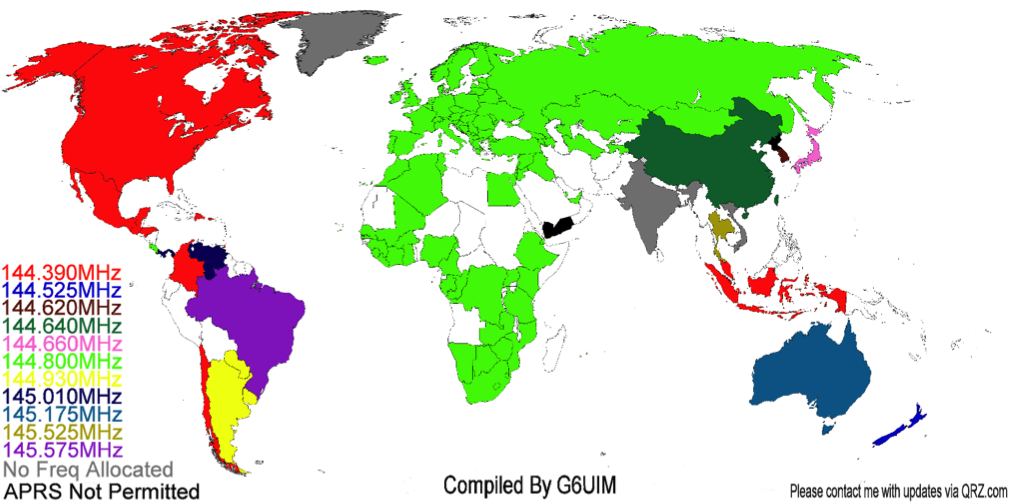 144.390MHz
144.525MHz
144.620MHz
144.640MHz
144.660MHz
144.800MHz
144.930MHz
145.010MHz
145.175MHz
145.525MHz
145.575MHz
No Freq Allocated
APRS Not Permitted
Compiled By G6UIM
Please contact me with updates via QRZ.com